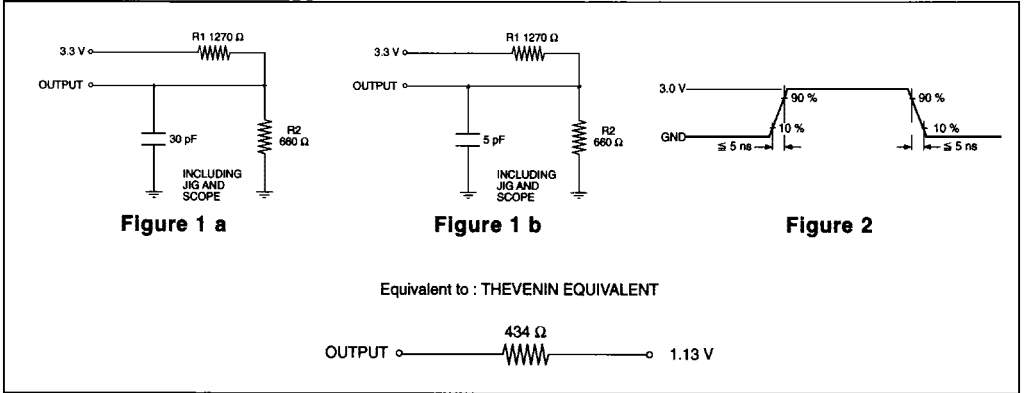 R1 1270 Ω
3.3 V
OUTPUT
30 pF
R2
660 Ω
INCLUDING
JIG AND
SCOPE
Figure 1 a
R1 1270 Ω
3.3 V
OUTPUT
5 pF
R2
660 Ω
INCLUDING
JIG AND
SCOPE
Figure 1 b
3.0 V
90 %
90 %
10 %
10 %
GND
≦ 5 ns
≦ 5 ns
Figure 2
Equivalent to : THEVENIN EQUIVALENT
434 Ω
OUTPUT
1.13 V